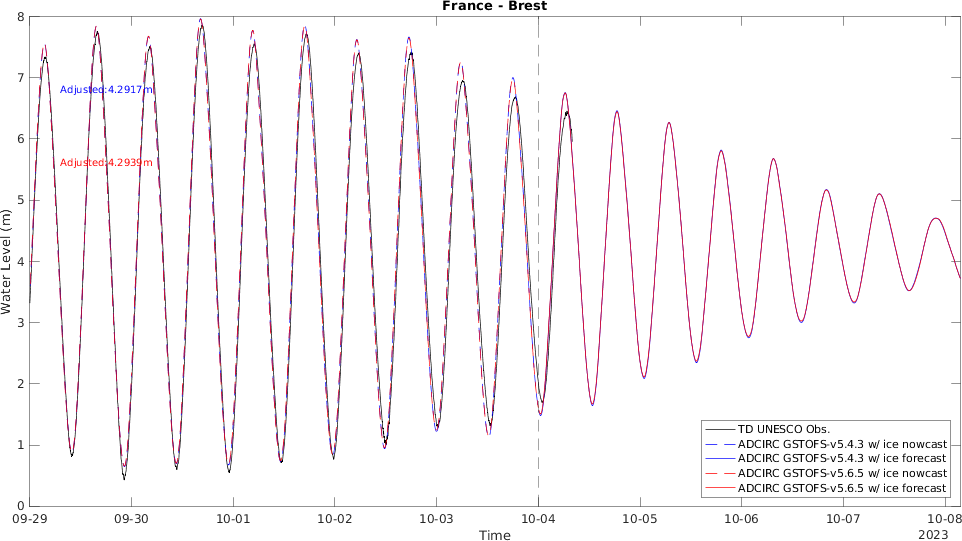 France - Brest
8
7
6
5
4
3
2
1
0
Water Level (m)
Adjusted:4.2917m
Adjusted:4.2939m
TD UNESCO Obs.
ADCIRC GSTOFS-v5.4.3 w/ ice nowcast
ADCIRC GSTOFS-v5.4.3 w/ ice forecast
ADCIRC GSTOFS-v5.6.5 w/ ice nowcast
ADCIRC GSTOFS-v5.6.5 w/ ice forecast
09-29 09-30 10-01 10-02 10-03 10-04 10-05 10-06 10-07 10-08
Time
2023